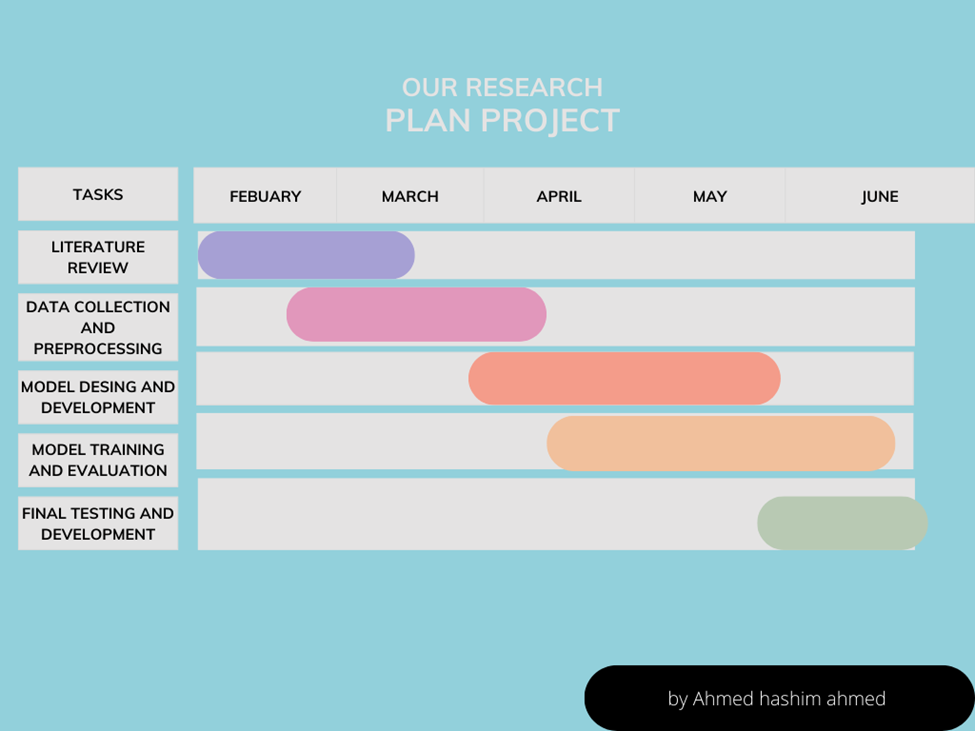 OUR RESEARCH
PLAN PROJECT
TASKS
FEBUARY
MARCH
APRIL
MAY
JUNE
LITERATURE
REVIEW
DATA COLLECTION
AND
PREPROCESSING
MODEL DESING AND
DEVELOPMENT
MODEL TRAINING
AND EVALUATION
FINAL TESTING AND
DEVELOPMENT
by Ahmed hashim ahmed